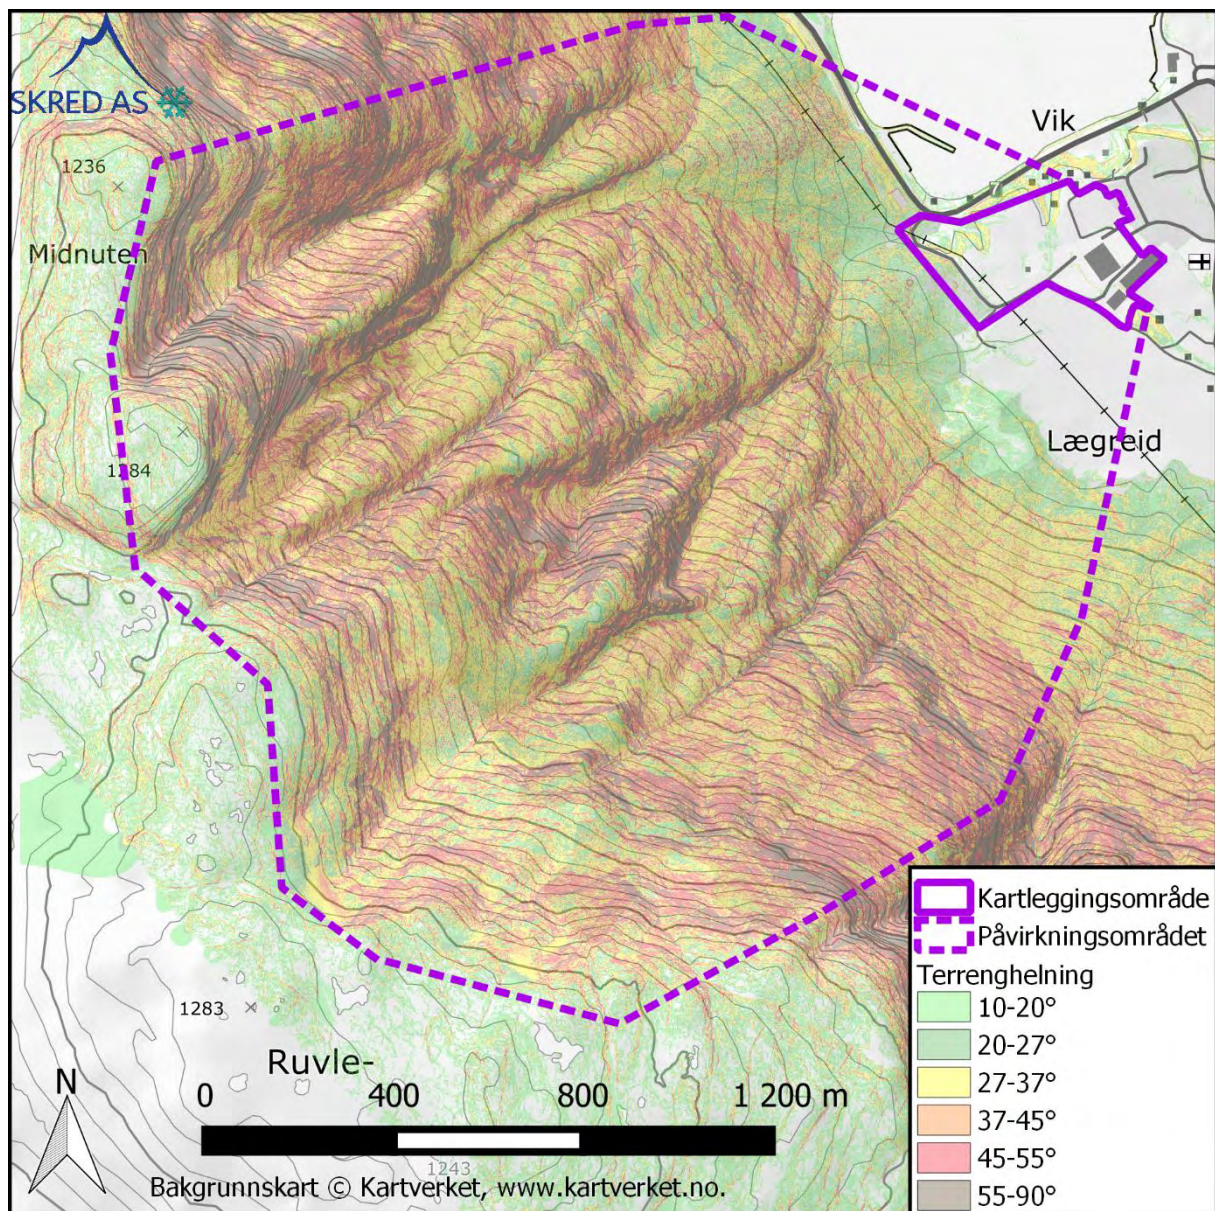 SKRED AS
Vik
1236
Midnuten
Lægreid
1284
1283
Ruvle-
N
0 400 800 1 200 m
1243
Bakgrunnskart © Kartverket, www.kartverket.no.
Kartleggingsområde
Påvirkningsområdet
Terrenghelning
10-20°
20-27°
27-37°
37-45°
45-55°
55-90°